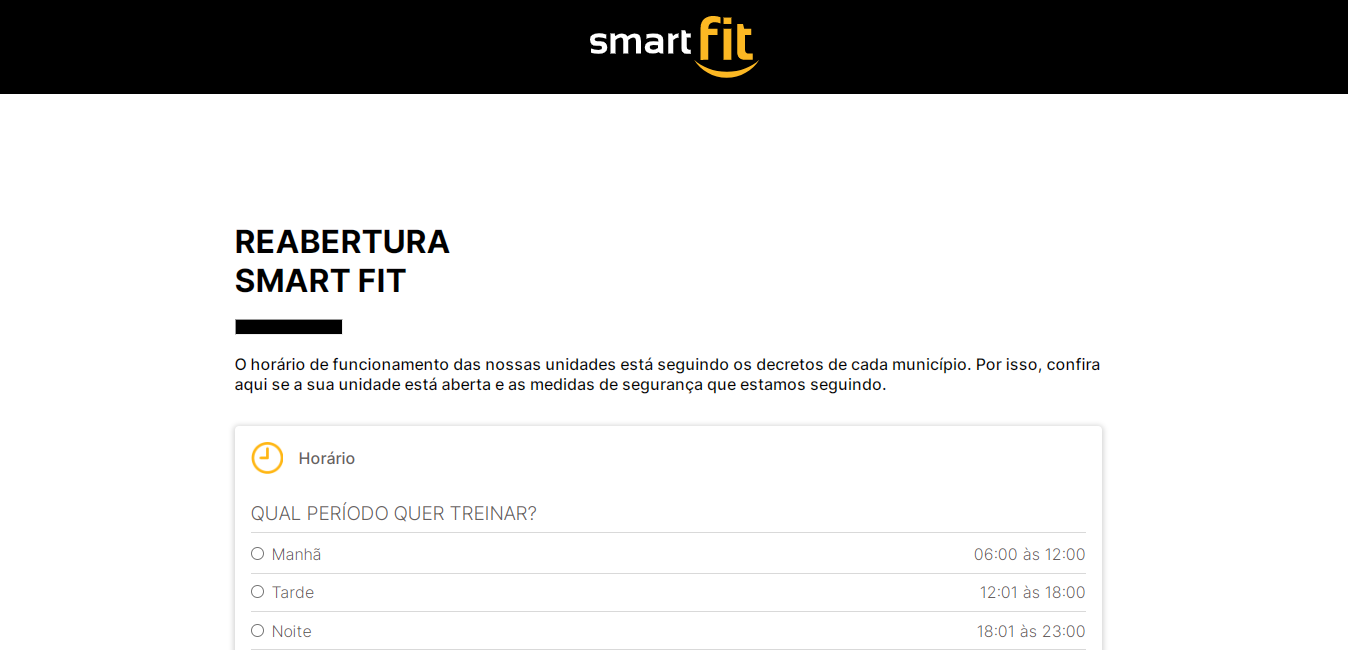 smart fit
REABERTURA
SMART FIT
O horário de funcionamento das nossas unidades está seguindo os decretos de cada município. Por isso, confira
aqui se a sua unidade está aberta e as medidas de segurança que estamos seguindo.
Horário
QUAL PERÍODO QUER TREINAR?
Manhã 06:00 às 12:00
Tarde 12:01 às 18:00
Noite 18:01 às 23:00